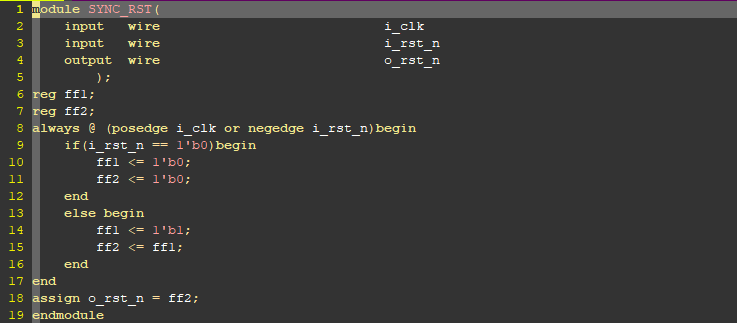 1 module SYNC_RST(
2     input   wire                            i_clk
3     input   wire                            i_rst_n
4     output  wire                            o_rst_n
5         );
6 reg ff1;
7 reg ff2;
8 always @ (posedge i_clk or negedge i_rst_n)begin
9     if(i_rst_n == 1'b0)begin
10         ff1 <= 1'b0;
11         ff2 <= 1'b0;
12     end
13     else begin
14         ff1 <= 1'b1;
15         ff2 <= ff1;
16     end
17 end
18 assign o_rst_n = ff2;
19 endmodule